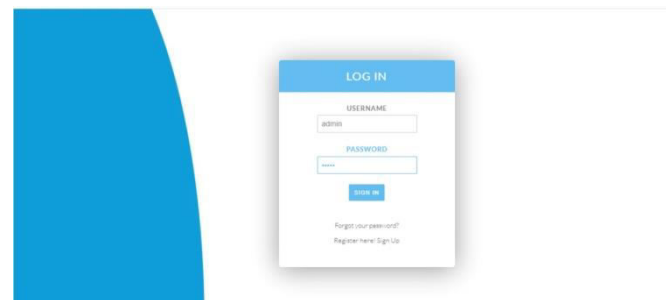 LOG IN
USERNAME
admin
PASSWORD
SIGN IN
Forgot your password?
Register here! Sign Up